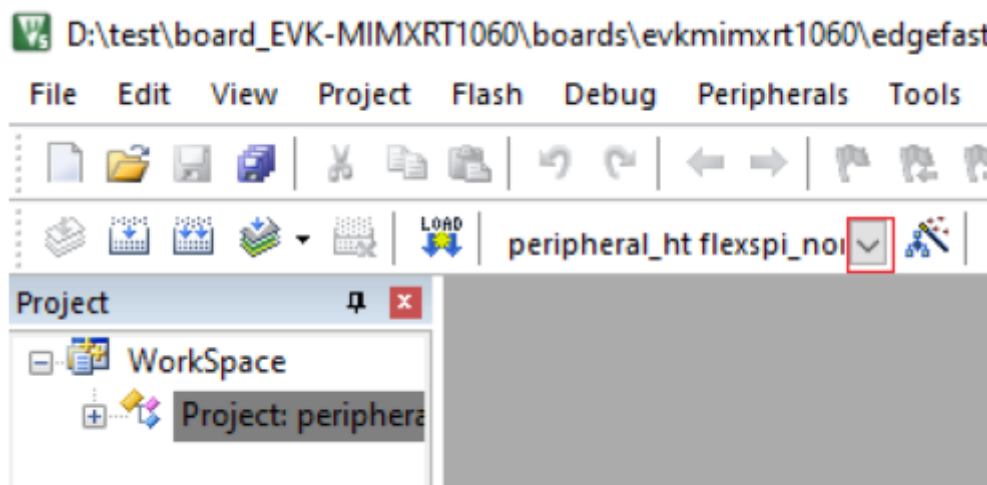 D:\test\board_EVK-MIMXRT1060\boards\evkmimxrt1060\edgefast
File Edit View Project Flash Debug Peripherals Tools
LOAD
peripheral_ht flexspi_nor
Project
WorkSpace
Project: periphera